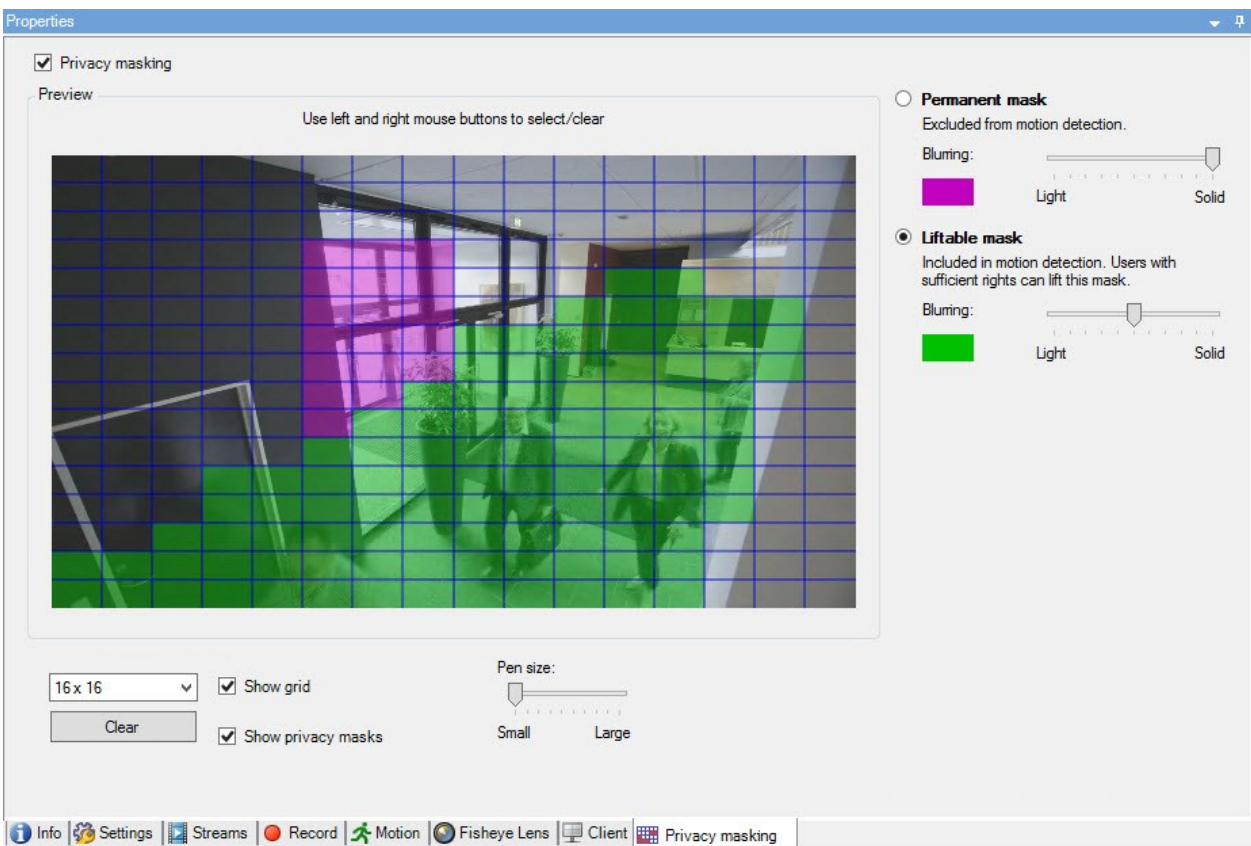 Properties
Privacy masking
Preview
Use left and right mouse buttons to select/clear
Permanent mask
Excluded from motion detection.
Blurring:
Light
Solid
Liftable mask
Included in motion detection. Users with
sufficient rights can lift this mask.
Blurring:
Light
Solid
16 x 16
Show grid
Clear
Show privacy masks
Pen size:
Small
Large
Info
Settings
Streams
Record
Motion
Fisheye Lens
Client
Privacy masking